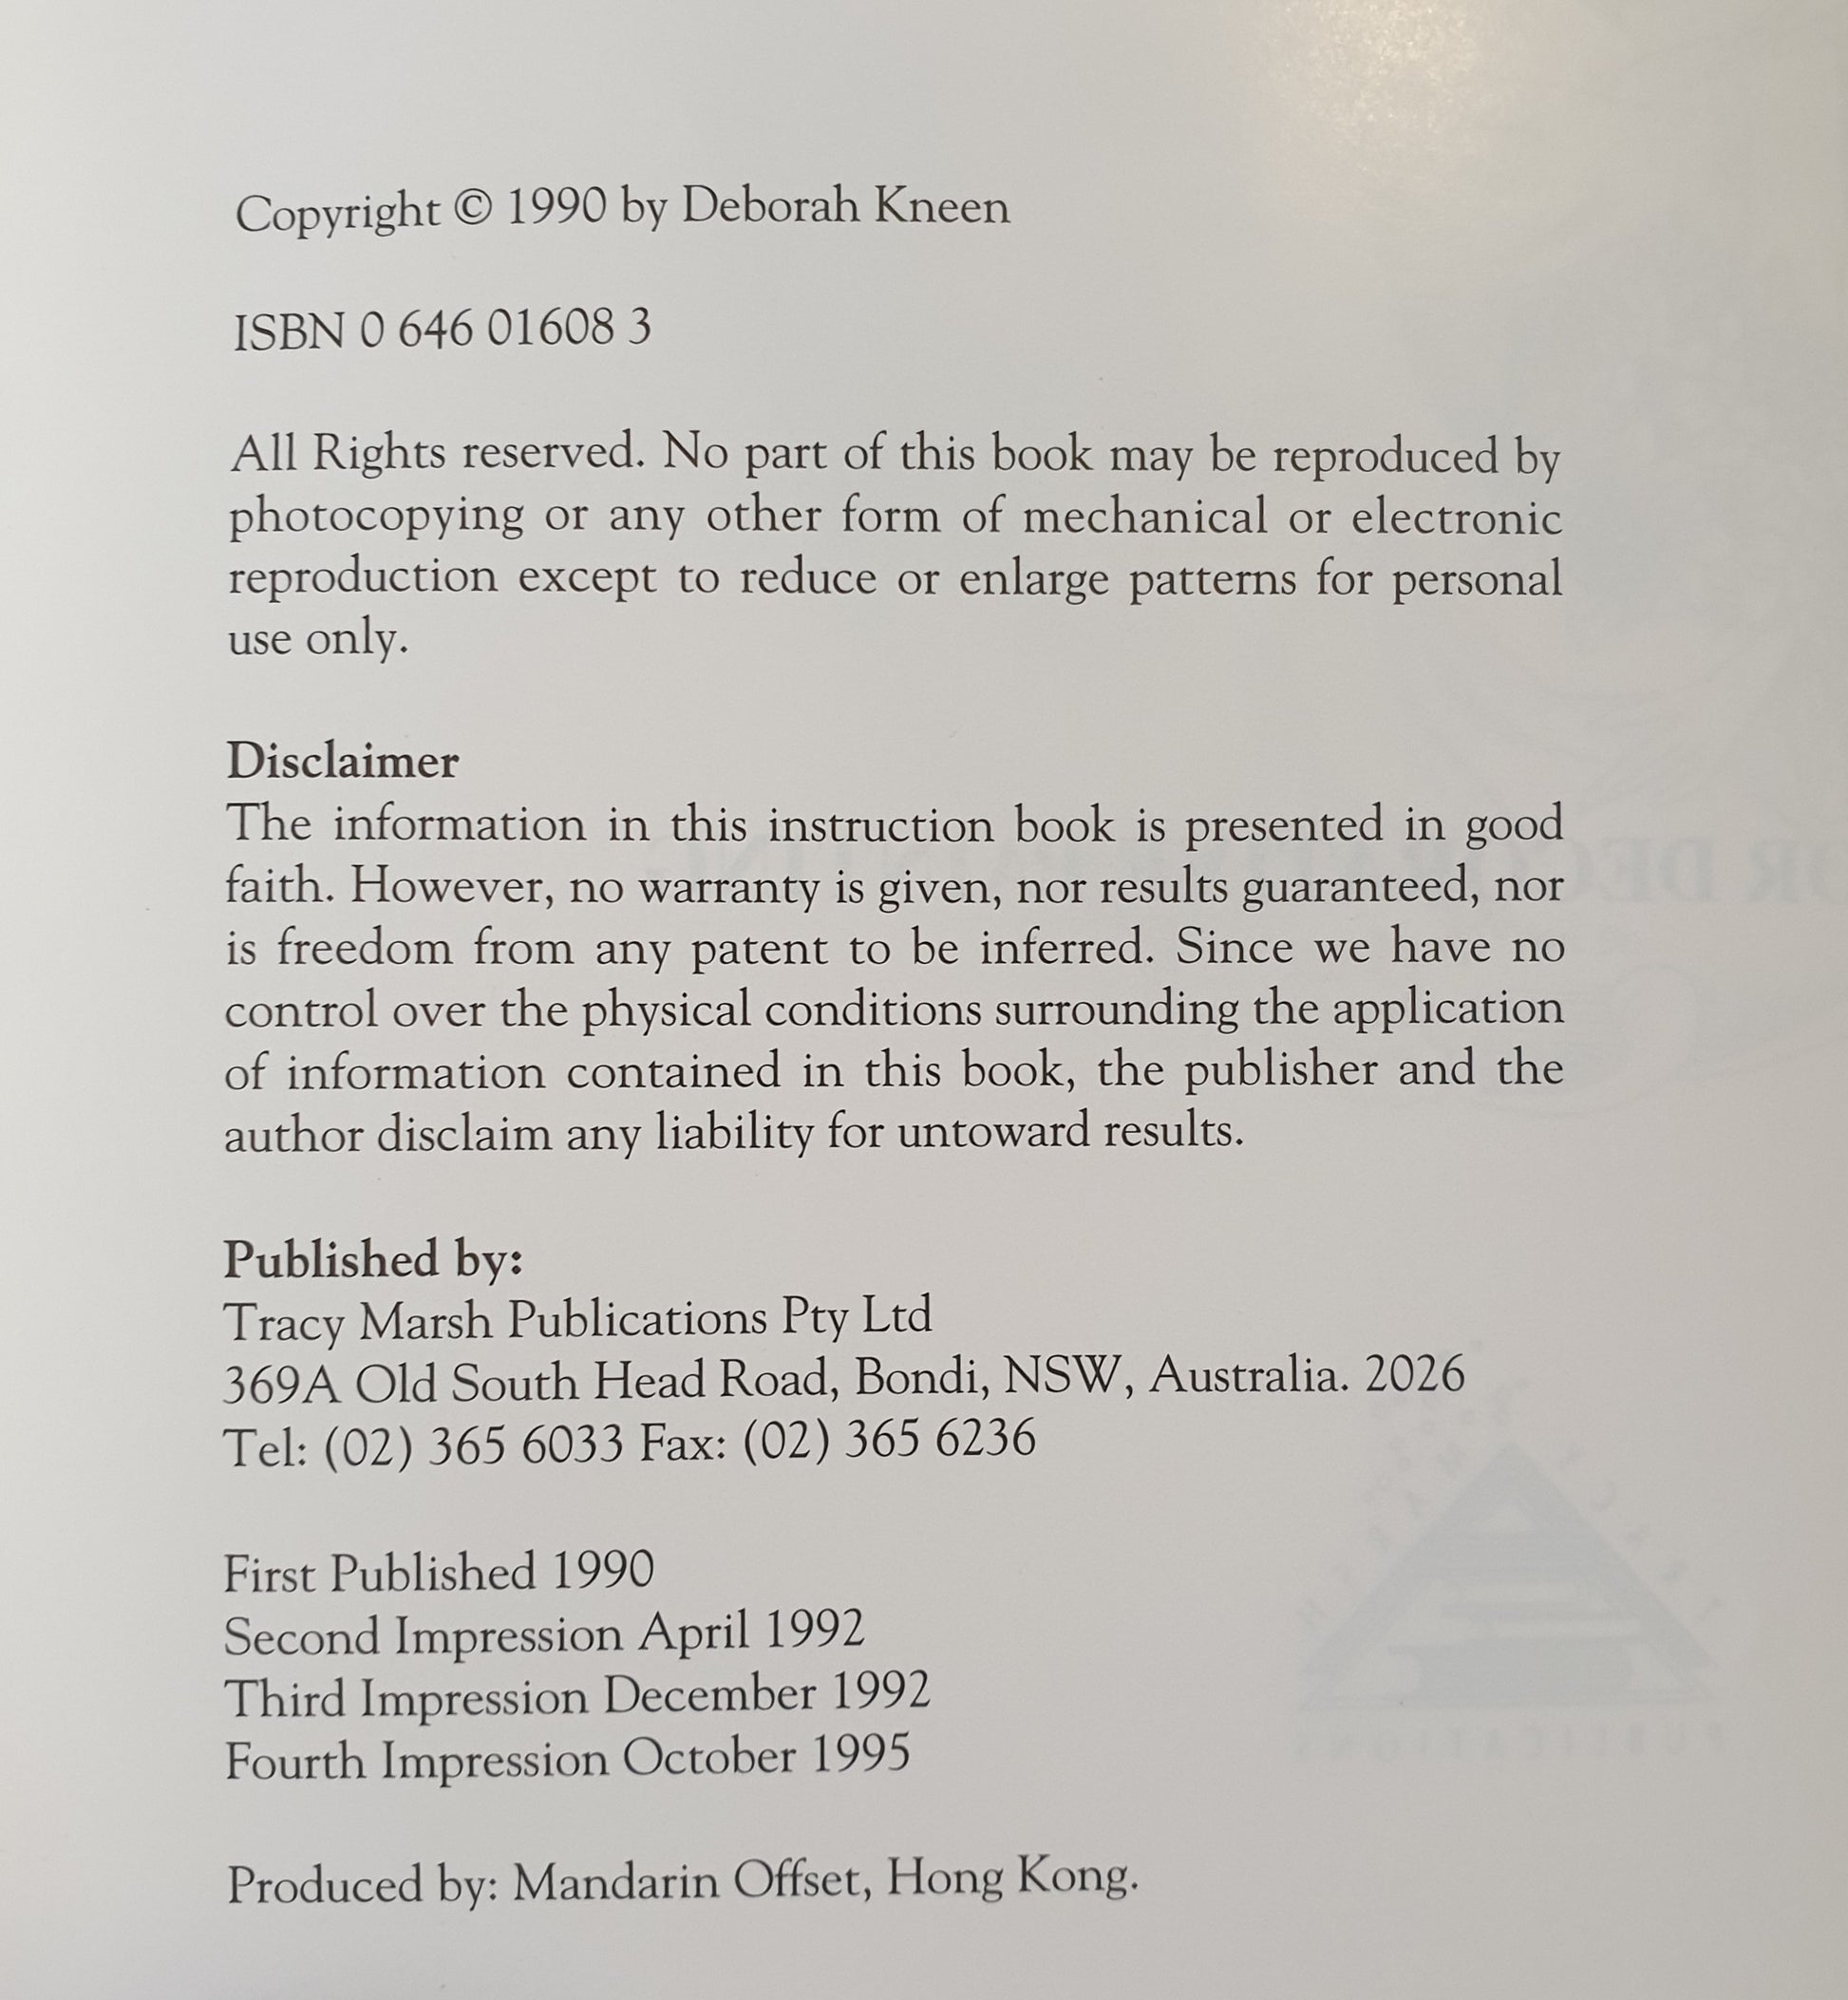 Copyright © 1990 by Deborah Kneen
ISBN 0 646 01608 3
All Rights reserved. No part of this book may be reproduced by
photocopying or any other form of mechanical or electronic
reproduction except to reduce or enlarge patterns for personal
use only.
Disclaimer
The information in this instruction book is presented in good
faith. However, no warranty is given, nor results guaranteed, nor
is freedom from any patent to be inferred. Since we have no
control over the physical conditions surrounding the application
of information contained in this book, the publisher and the
author disclaim any liability for untoward results.
Published by:
Tracy Marsh Publications Pty Ltd
369A Old South Head Road, Bondi, NSW, Australia. 2026
Tel: (02) 365 6033 Fax: (02) 365 6236
First Published 1990
Second Impression April 1992
Third Impression December 1992
Fourth Impression October 1995
Produced by: Mandarin Offset, Hong Kong.